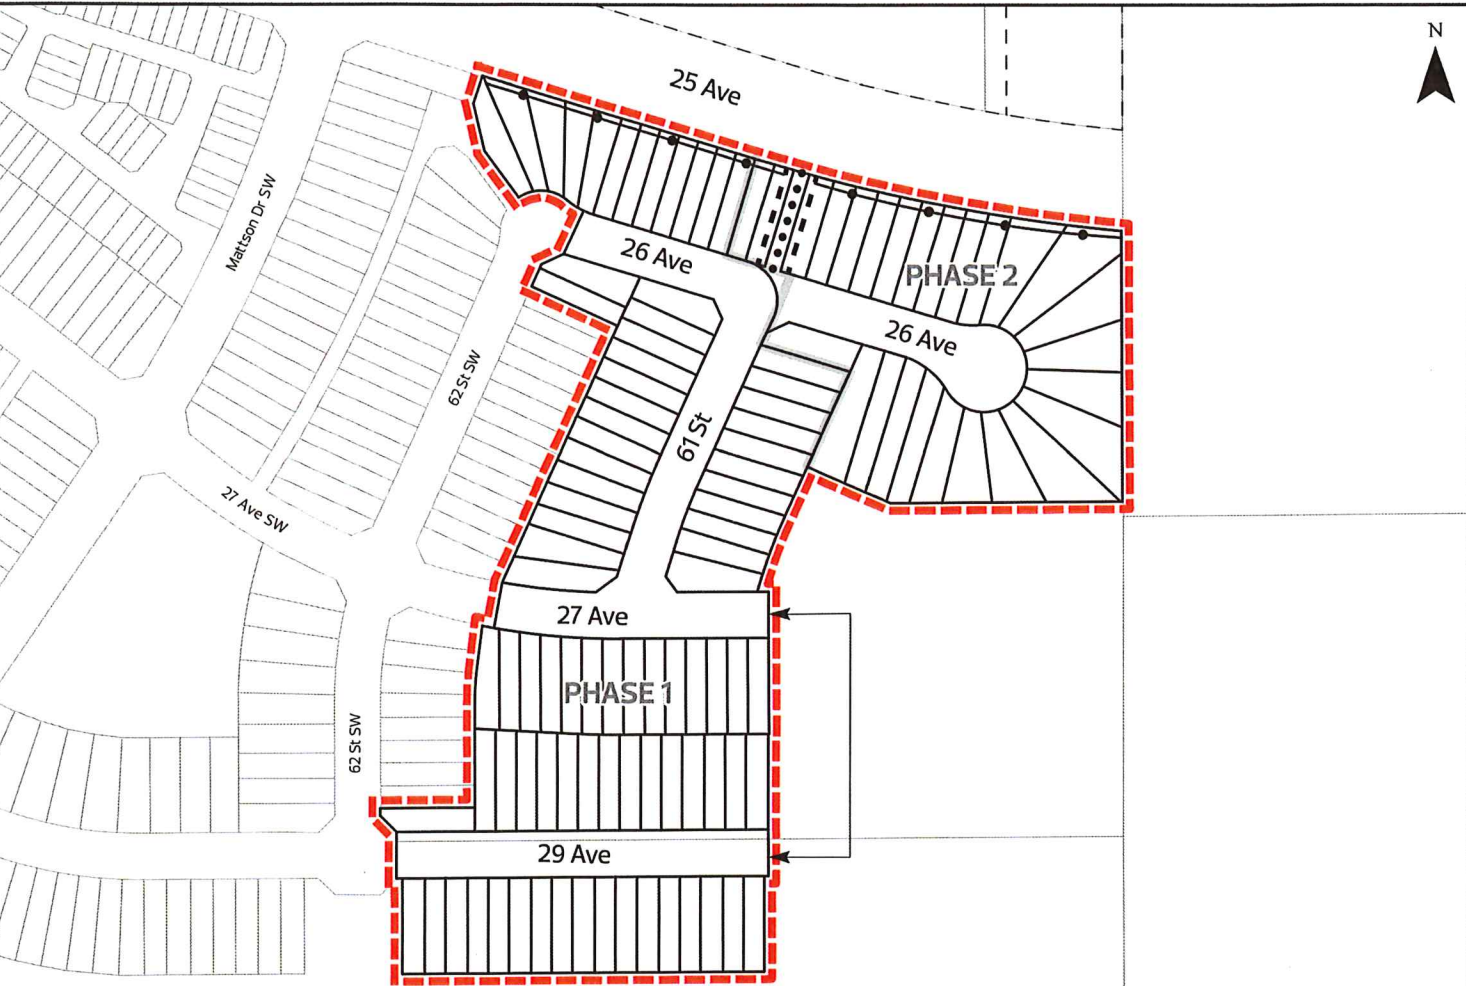 N
25 Ave
Mattson Dr SW
26 Ave
PHASE 2
26 Ave
62 St SW
61 St
27 Ave SW
27 Ave
PHASE 1
62 St SW
29 Ave